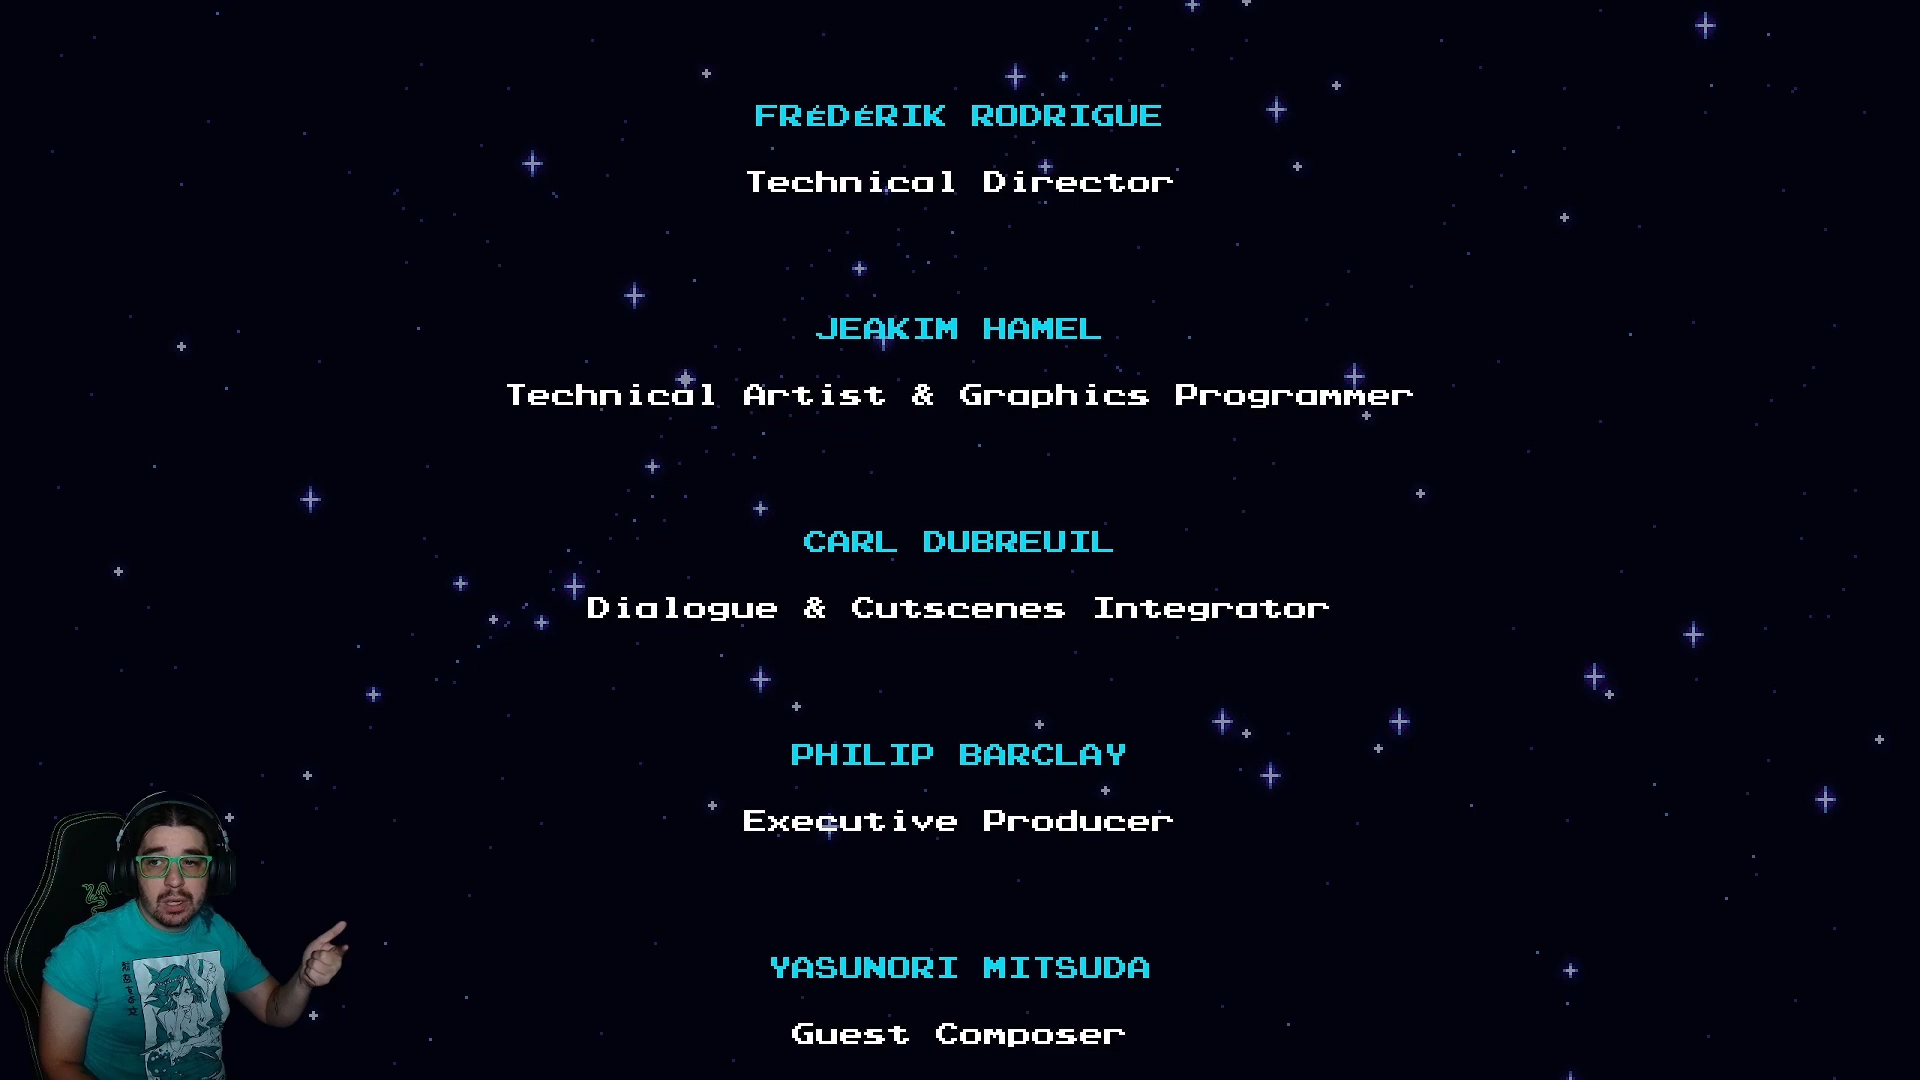 FRÉDÉRIK RODRIGUE
Technical Director
JEAKIM HAMEL
Technical Artist & Graphics Programmer
CARL DUBREUIL
Dialogue & Cutscenes Integrator
PHILIP BARCLAY
Executive Producer
YASUNORI MITSUDA
Guest Composer